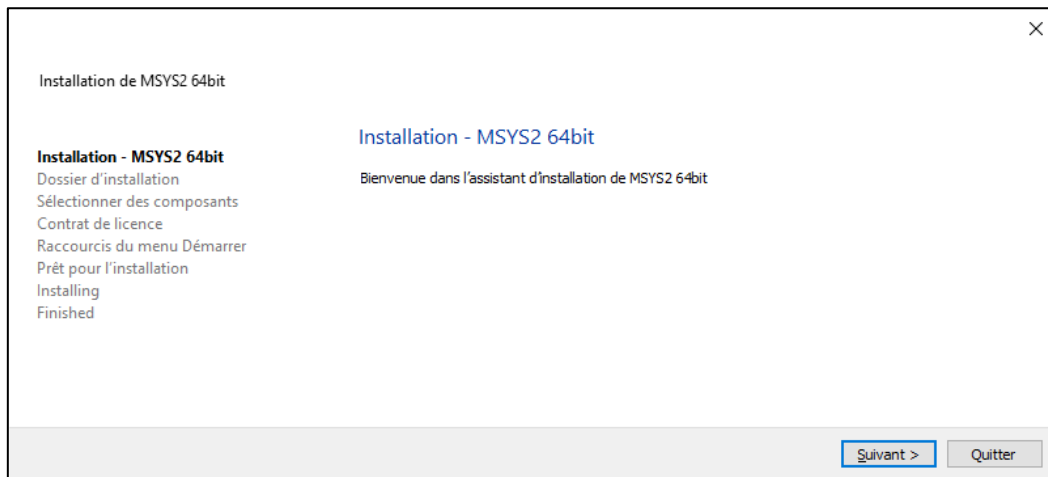 Installation de MSYS2 64bit
Installation - MSYS2 64bit
Dossier d'installation
Sélectionner des composants
Contrat de licence
Raccourcis du menu Démarrer
Prêt pour l'installation
Installing
Finished
Installation - MSYS2 64bit
Bienvenue dans l'assistant d'installation de MSYS2 64bit
Suivant >
Quitter